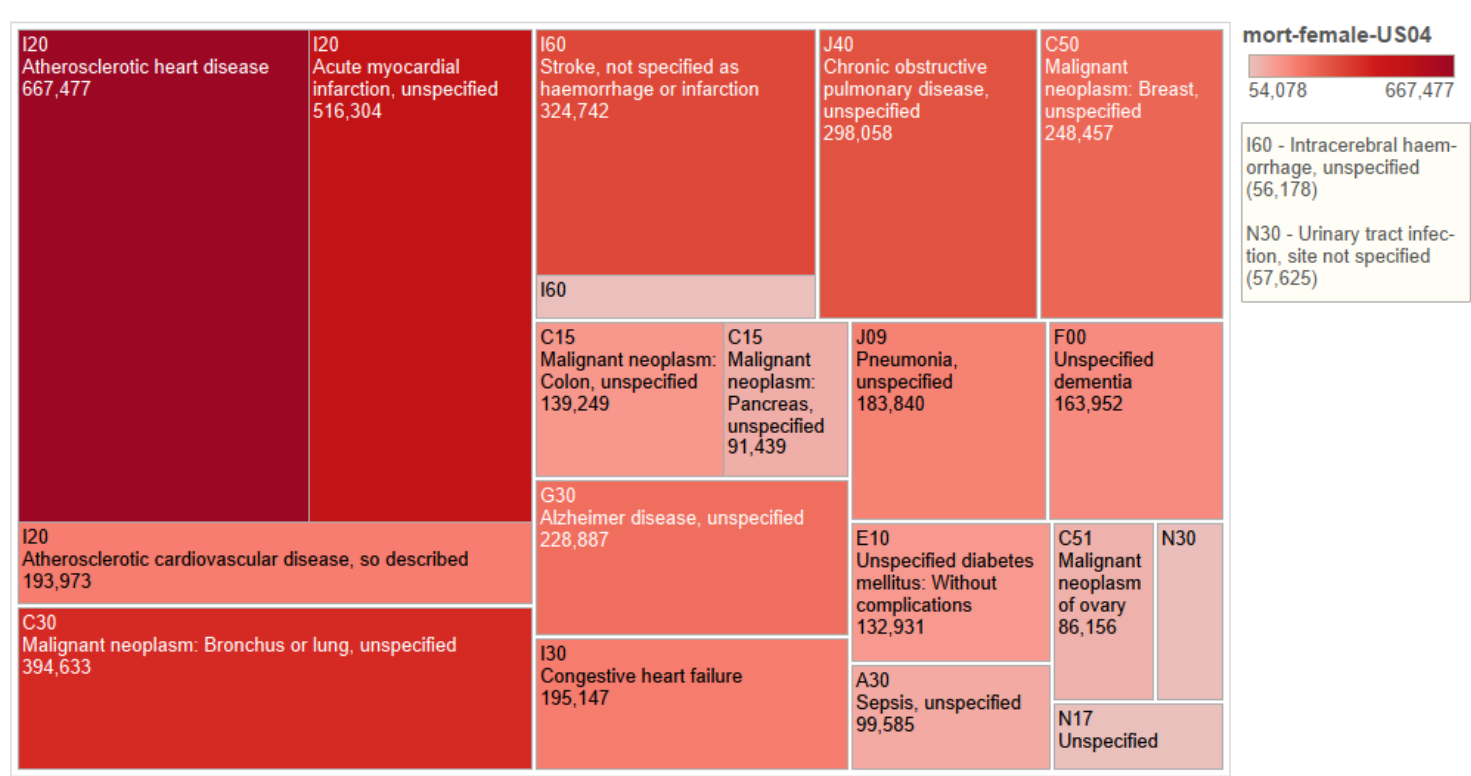 I20
Atherosclerotic heart disease
667,477
I20
Acute myocardial
infarction, unspecified
516,304
I20
Atherosclerotic cardiovascular disease, so described
193,973
C30
Malignant neoplasm: Bronchus or lung, unspecified
394,633
I60
Stroke, not specified as
haemorrhage or infarction
324,742
I60
J40
Chronic obstructive
pulmonary disease,
unspecified
298,058
C50
Malignant
neoplasm: Breast,
unspecified
248,457
C15
Malignant neoplasm:
Colon, unspecified
139,249
C15
Malignant
neoplasm:
Pancreas,
unspecified
91,439
G30
Alzheimer disease, unspecified
228,887
I30
Congestive heart failure
195,147
J09
Pneumonia,
unspecified
183,840
F00
Unspecified
dementia
163,952
E10
Unspecified diabetes
mellitus: Without
complications
132,931
A30
Sepsis, unspecified
99,585
C51
Malignant
neoplasm
of ovary
86,156
N30
N17
Unspecified
mort-female-US04
54,078 667,477
I60 - Intracerebral haem-
orrhage, unspecified
(56,178)
N30 - Urinary tract infec-
tion, site not specified
(57,625)